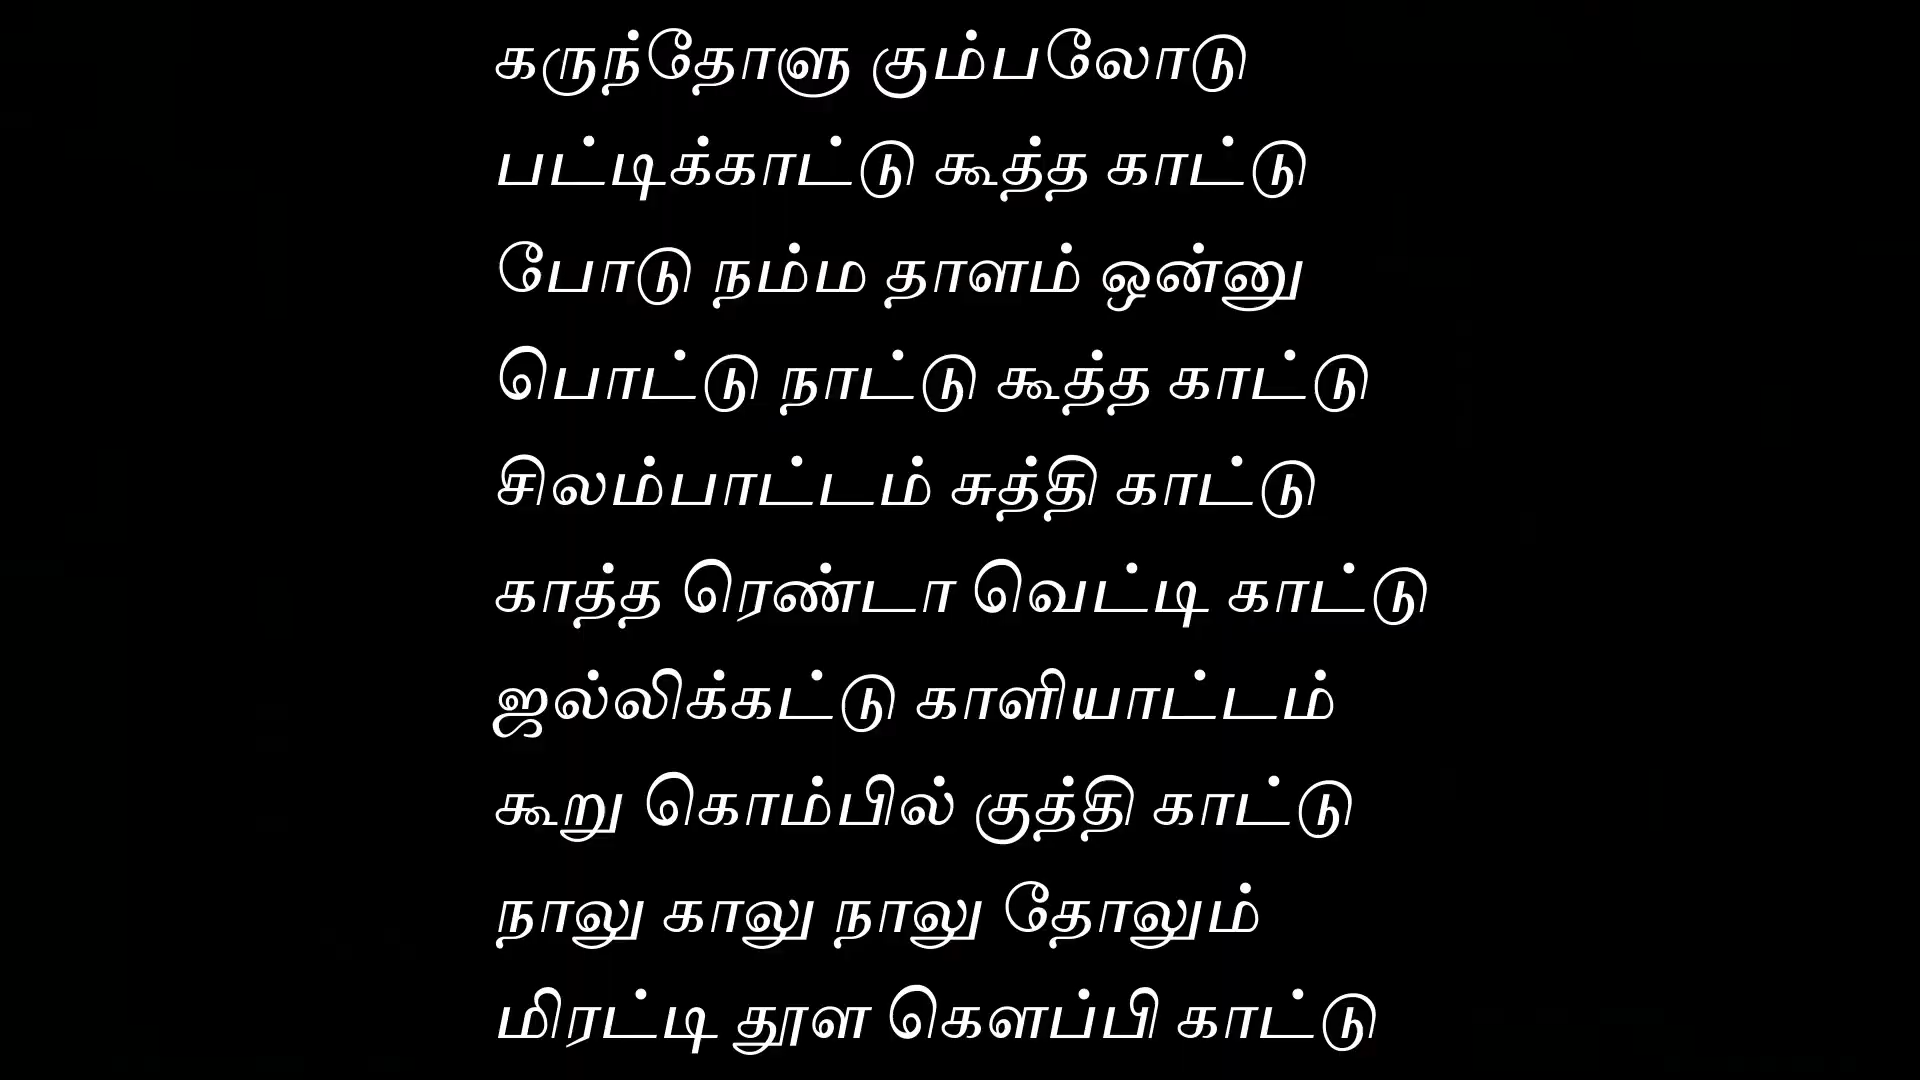 கருந்தோளு கும்பலோடு
பட்டிக்காட்டு கூத்த காட்டு
போடு நம்ம தாளம் ஒன்னு
பொட்டு நாட்டு கூத்த காட்டு
சிலம்பாட்டம் சுத்தி காட்டு
காத்த ரெண்டா வெட்டி காட்டு
ஜல்லிக்கட்டு காளியாட்டம்
கூறு கொம்பில் குத்தி காட்டு
நாலு காலு நாலு தோலும்
மிரட்டி தூள கெளப்பி காட்டு